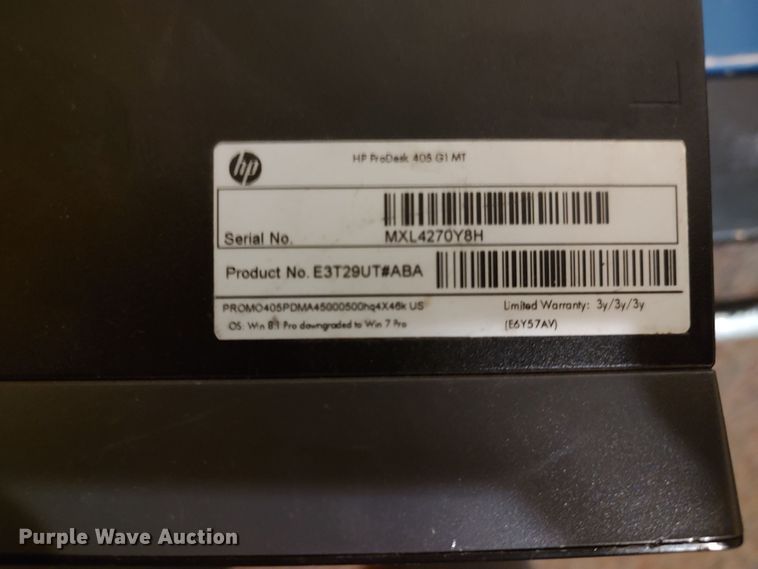 hp
HP ProDesk 405 G1 MT
Serial No. MXL4270Y8H
Product No. E3T29UT#ABA
PROMO405PDMA45000500hq4X46k US
Limited Warranty: 3y/3y/3y
OS: Win 8.1 Pro downgraded to Win 7 Pro
(E6Y57AV)
Purple Wave Auction